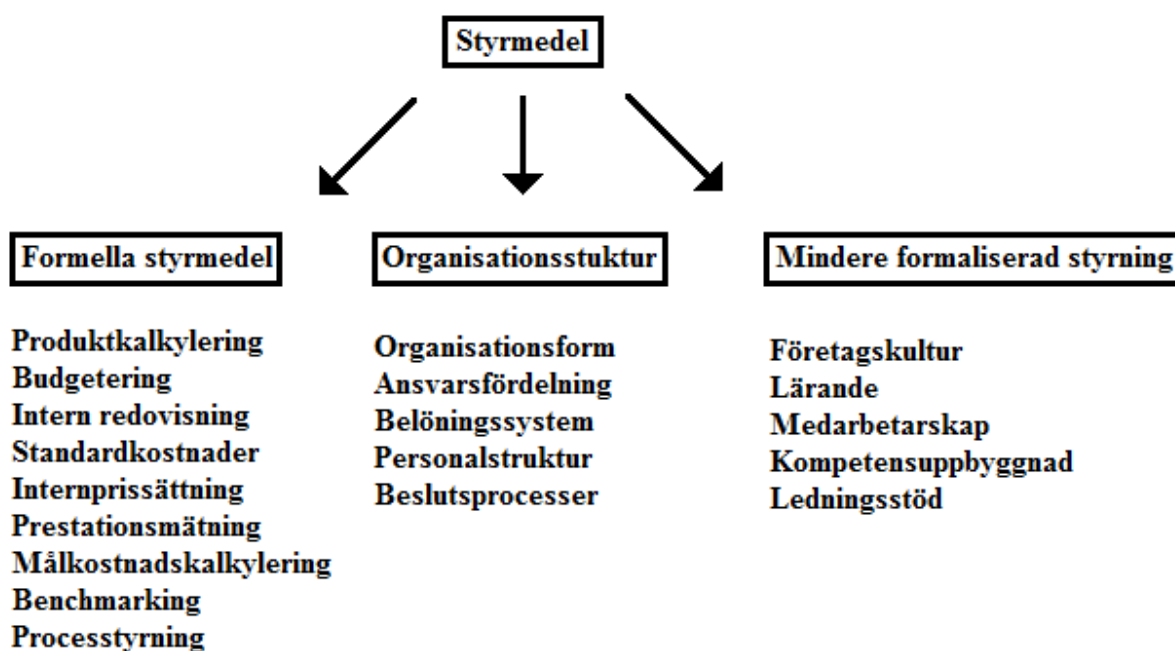 Styrmedel
Formella styrmedel
Produktkalkylering
Budgetering
Intern redovisning
Standardkostnader
Internprissättning
Prestationsmätning
Målkostnadskalkylering
Benchmarking
Processtyrning
Organisationsstuktur
Organisationsform
Ansvarsfördelning
Belöningssystem
Personalstruktur
Beslutsprocesser
Mindere formaliserad styrning
Företagskultur
Lärande
Medarbetarskap
Kompetensuppbyggnad
Ledningsstöd